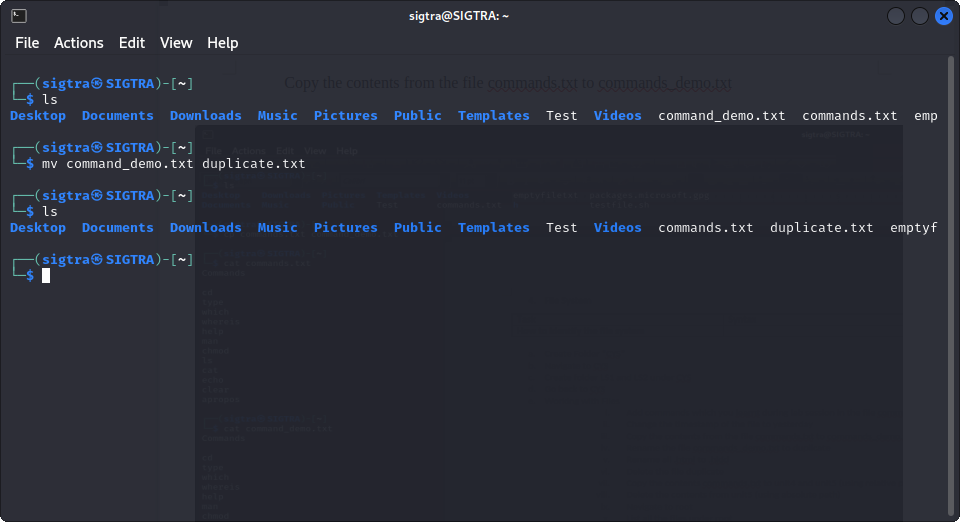 sigtra@SIGTRA: ~
File Actions Edit View Help
Copy the contents from the file commands.txt to commands_demo.txt
┌──(sigtra㉿SIGTRA)-[~]
└─$ ls
Desktop Documents Downloads Music Pictures Public Templates Test Videos command_demo.txt commands.txt emp
┌──(sigtra㉿SIGTRA)-[~]
└─$ mv command_demo.txt duplicate.txt
┌──(sigtra㉿SIGTRA)-[~]
└─$ ls
Desktop Documents Downloads Music Pictures Public Templates Test Videos commands.txt duplicate.txt emptyf
┌──(sigtra㉿SIGTRA)-[~]
└─$